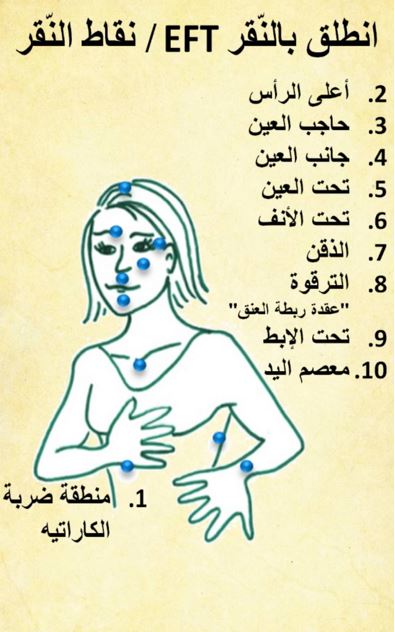 انطلق بالنّقر EFT / نقاط النّقر
2. أعلى الرأس
3. حاجب العين
4. جانب العين
5. تحت العين
6. تحت الأنف
7. الذقن
8. الترقوة
"عقدة ربطة العنق"
9. تحت الإبط
10. معصم اليد
1. منطقة ضربة
الكاراتيه